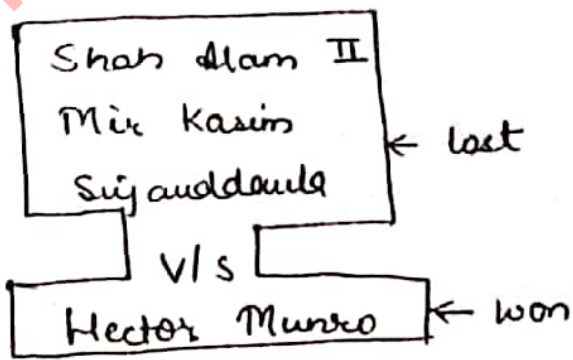 Shah Alam II
Mir Kasim
Sujauddaula
← lost
V/S
Hector Munro
← won